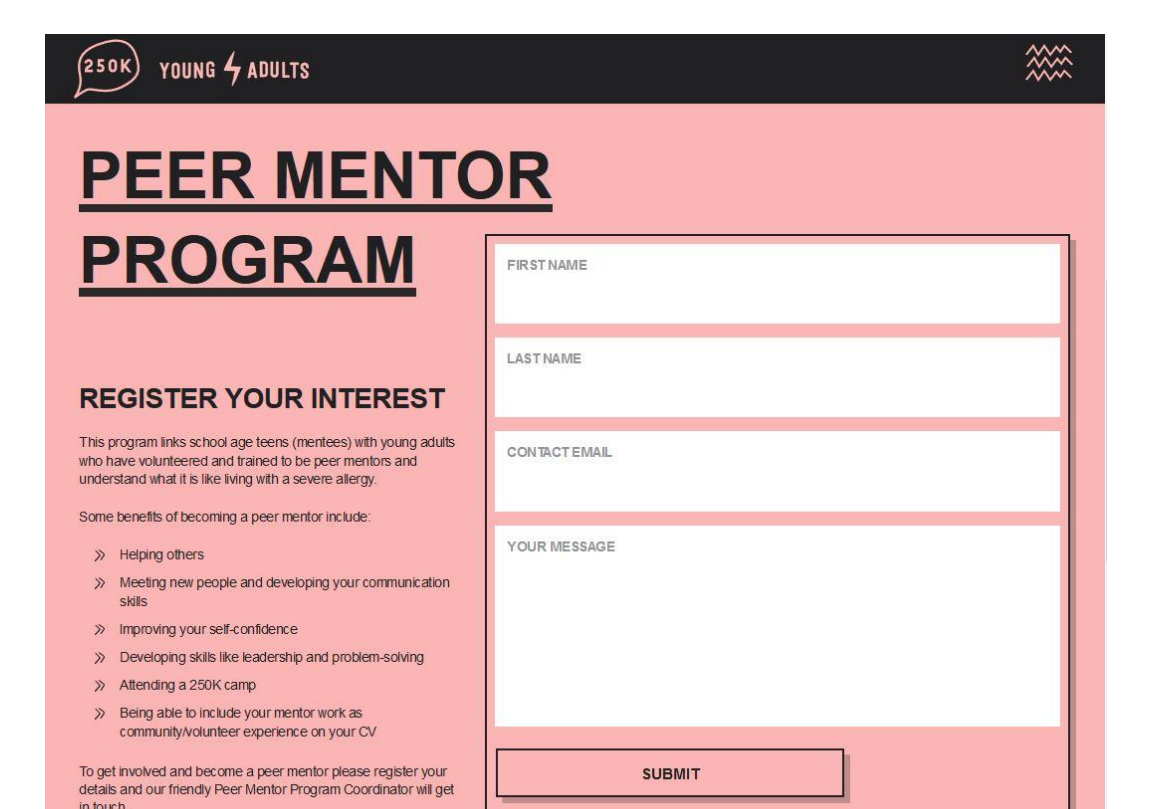 250K
YOUNG ADULTS
PEER MENTOR
PROGRAM
REGISTER YOUR INTEREST
This program links school age teens (mentees) with young adults
who have volunteered and trained to be peer mentors and
understand what it is like living with a severe allergy.
Some benefits of becoming a peer mentor include:
Helping others
Meeting new people and developing your communication
skills
Improving your self-confidence
Developing skills like leadership and problem-solving
Attending a 250K camp
Being able to include your mentor work as
community/volunteer experience on your CV
To get involved and become a peer mentor please register your
details and our friendly Peer Mentor Program Coordinator will get
in touch
FIRST NAME
LAST NAME
CONTACT EMAIL
YOUR MESSAGE
SUBMIT